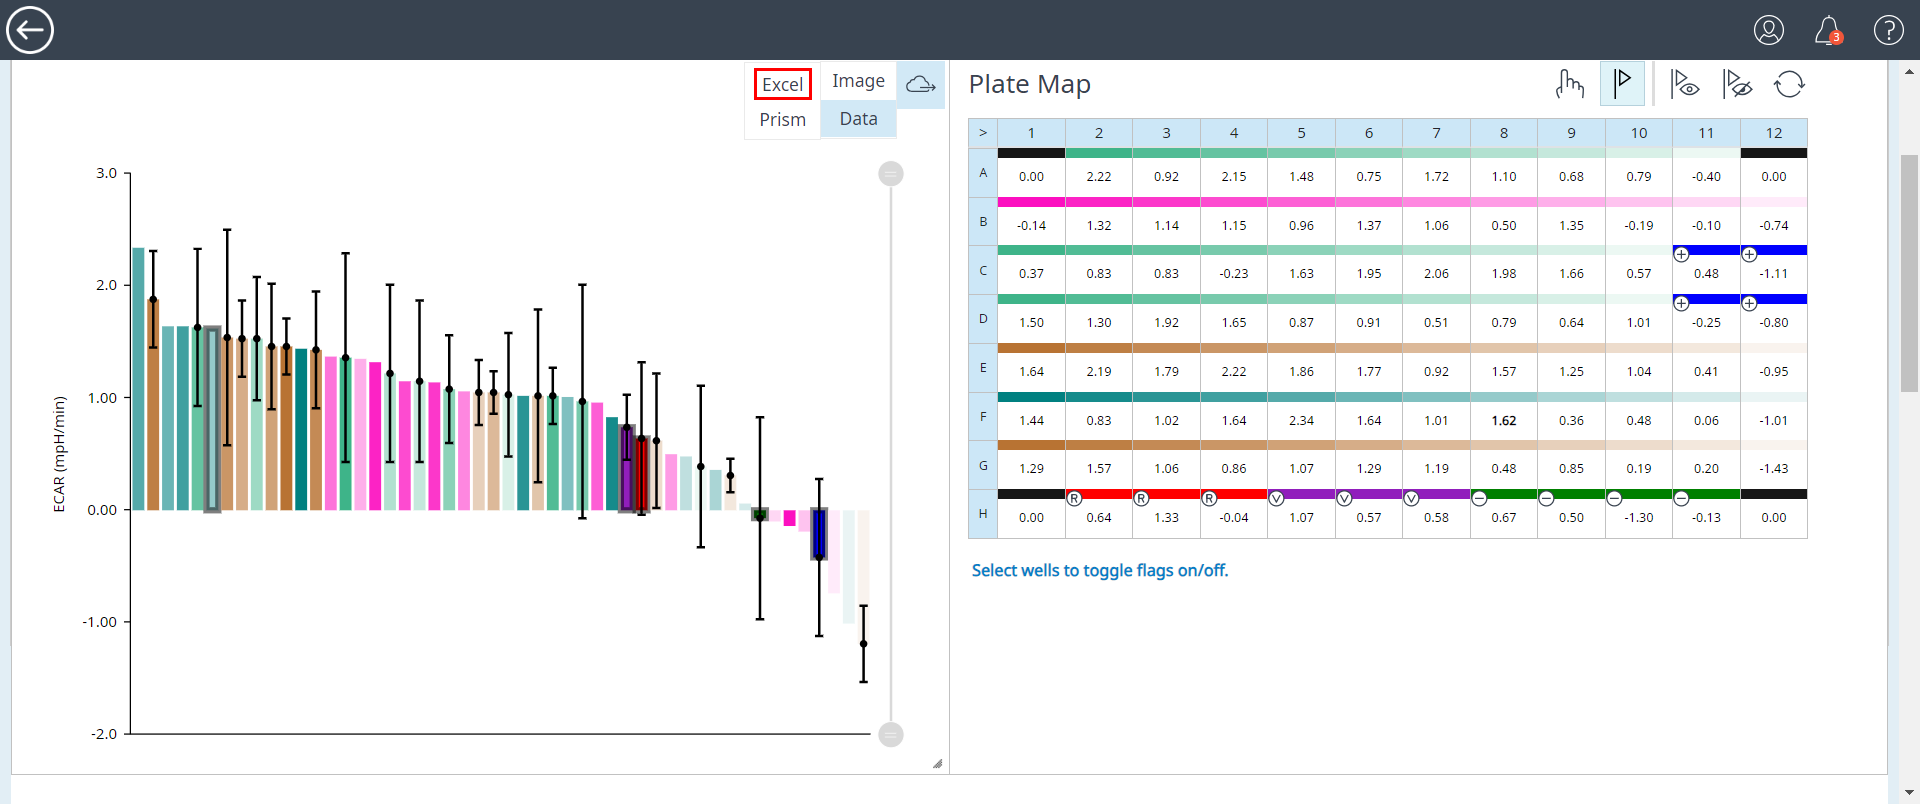 3
Excel
Prism
Image
Data
3.0
2.0
1.00
0.00
-1.00
-2.0
ECAR (mpH/min)
Plate Map
> 1 2 3 4 5 6 7 8 9 10 11 12
A 0.00 2.22 0.92 2.15 1.48 0.75 1.72 1.10 0.68 0.79 -0.40 0.00
B -0.14 1.32 1.14 1.15 0.96 1.37 1.06 0.50 1.35 -0.19 -0.10 -0.74
C 0.37 0.83 0.83 -0.23 1.63 1.95 2.06 1.98 1.66 0.57 0.48 -1.11
D 1.50 1.30 1.92 1.65 0.87 0.91 0.51 0.79 0.64 1.01 -0.25 -0.80
E 1.64 2.19 1.79 2.22 1.86 1.77 0.92 1.57 1.25 1.04 0.41 -0.95
F 1.44 0.83 1.02 1.64 2.34 1.64 1.01 1.62 0.36 0.48 0.06 -1.01
G 1.29 1.57 1.06 0.86 1.07 1.29 1.19 0.48 0.85 0.19 0.20 -1.43
R R R V V V
H 0.00 0.64 1.33 -0.04 1.07 0.57 0.58 0.67 0.50 -1.30 -0.13 0.00
Select wells to toggle flags on/off.